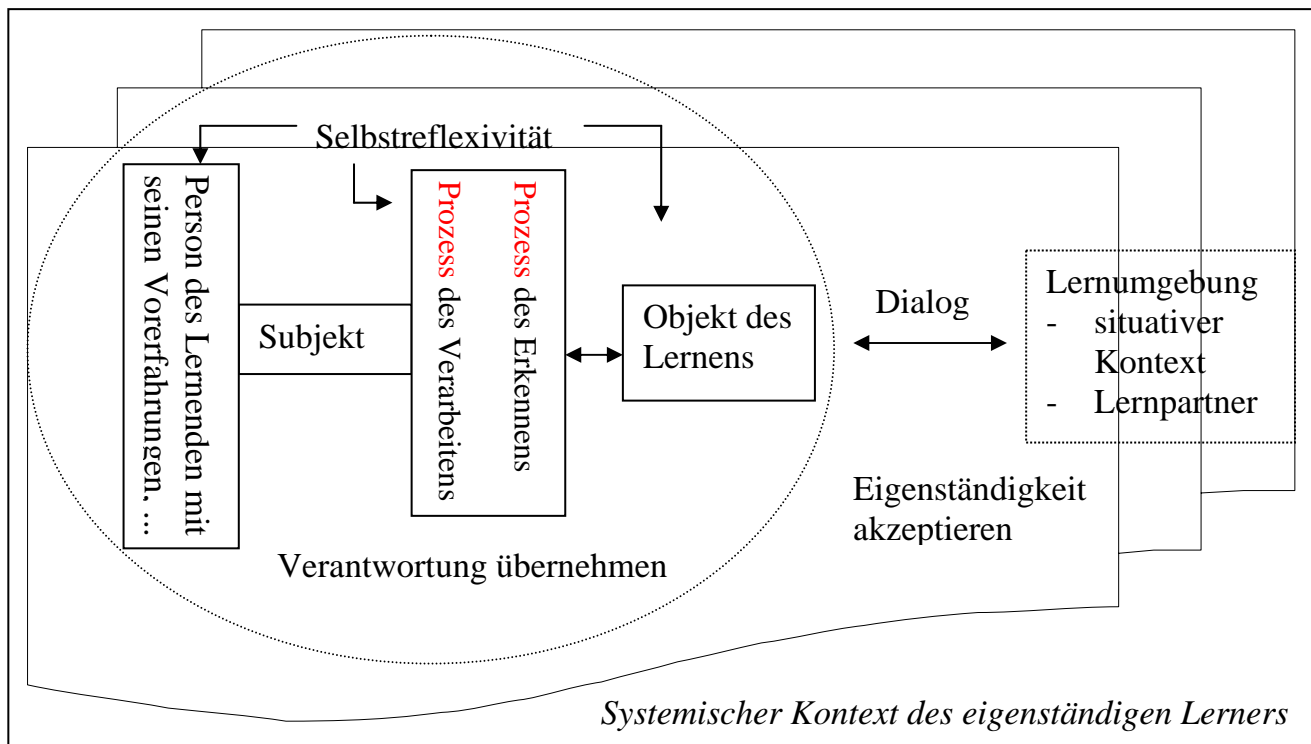 Selbstreflexivität
Person des Lernenden mit
seinen Vorerfahrungen, ...
Subjekt
Prozess des Erkennens
Prozess des Verarbeitens
Objekt des
Lernens
Dialog
Lernumgebung
- situativer
Kontext
- Lernpartner
Eigenständigkeit
akzeptieren
Verantwortung übernehmen
Systemischer Kontext des eigenständigen Lerners